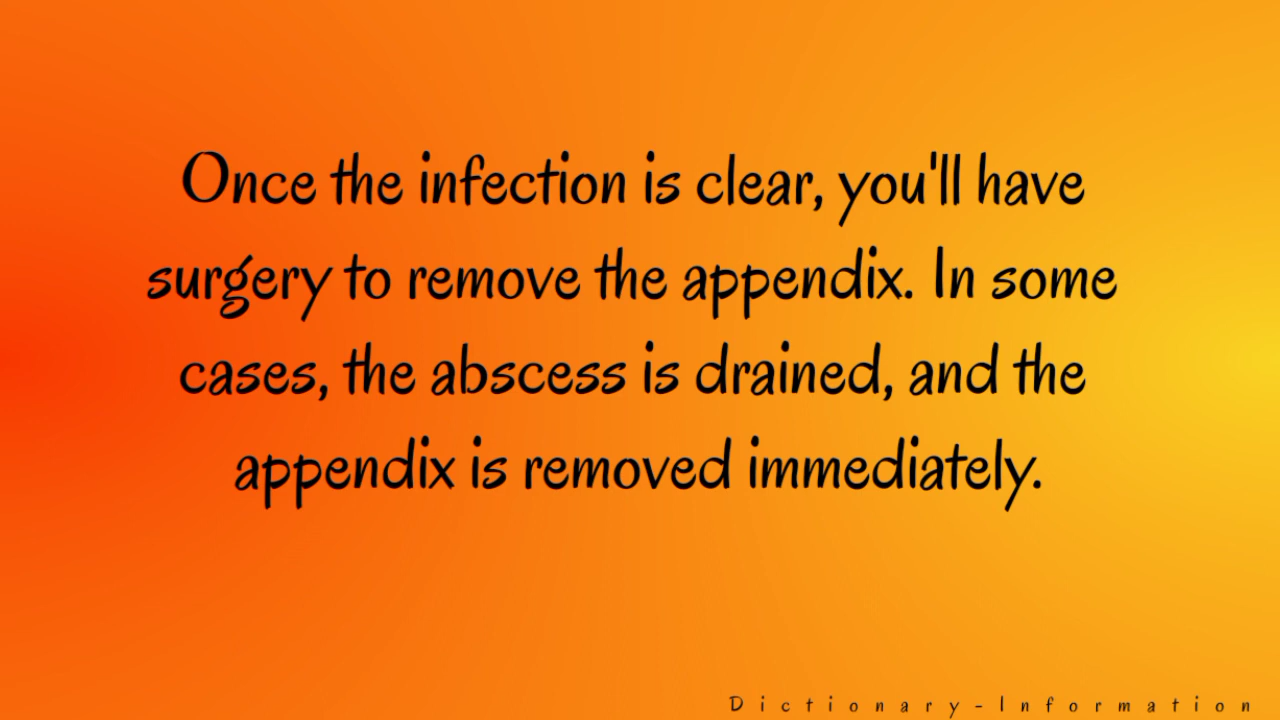 Once the infection is clear, you'll have
surgery to remove the appendix. In some
cases, the abscess is drained, and the
appendix is removed immediately.
Dictionary-Information